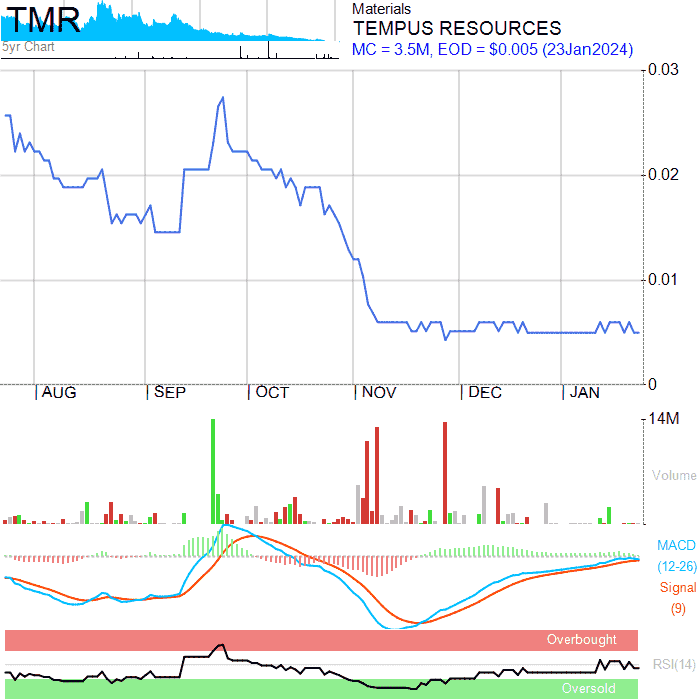 TMR
5yr Chart
Materials
TEMPUS RESOURCES
MC = 3.5M, EOD = $0.005 (23Jan2024)
0.03
0.02
0.01
0
AUG SEP OCT NOV DEC JAN
14M
Volume
MACD
(12-26)
Signal
(9)
Overbought
RSI(14)
Oversold